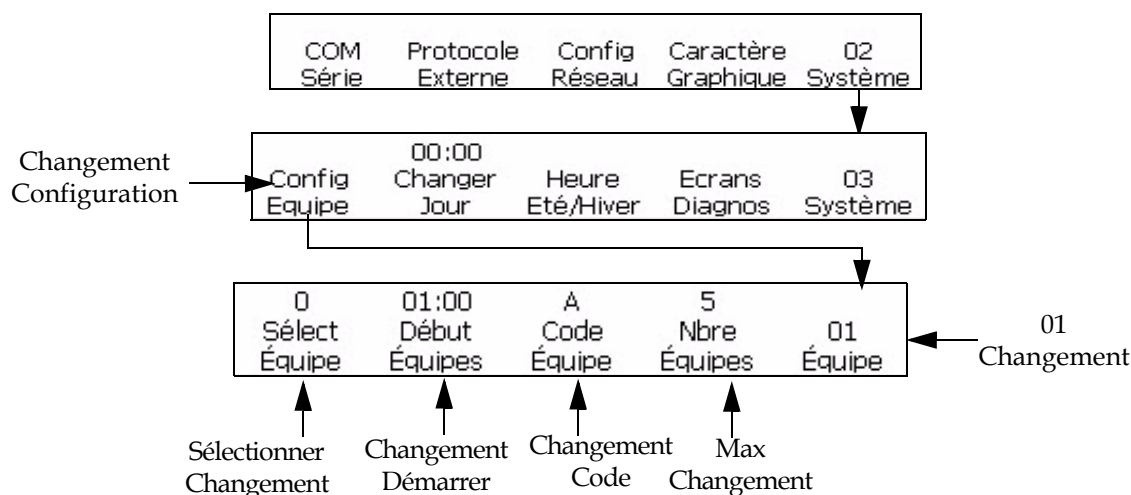 COM Protocole Config Caractère 02
Série Externe Réseau Graphique Système
Changement
Configuration
00:00
Config Changer Heure Ecrans 03
Equipe Jour Eté/Hiver Diagnos Système
0 01:00 A 5
Sélect Début Code Nbre 01
Équipe Équipes Équipe Équipes Équipe
01
Changement
Sélectionner
Changement
Changement
Démarrer
Changement
Code
Max
Changement